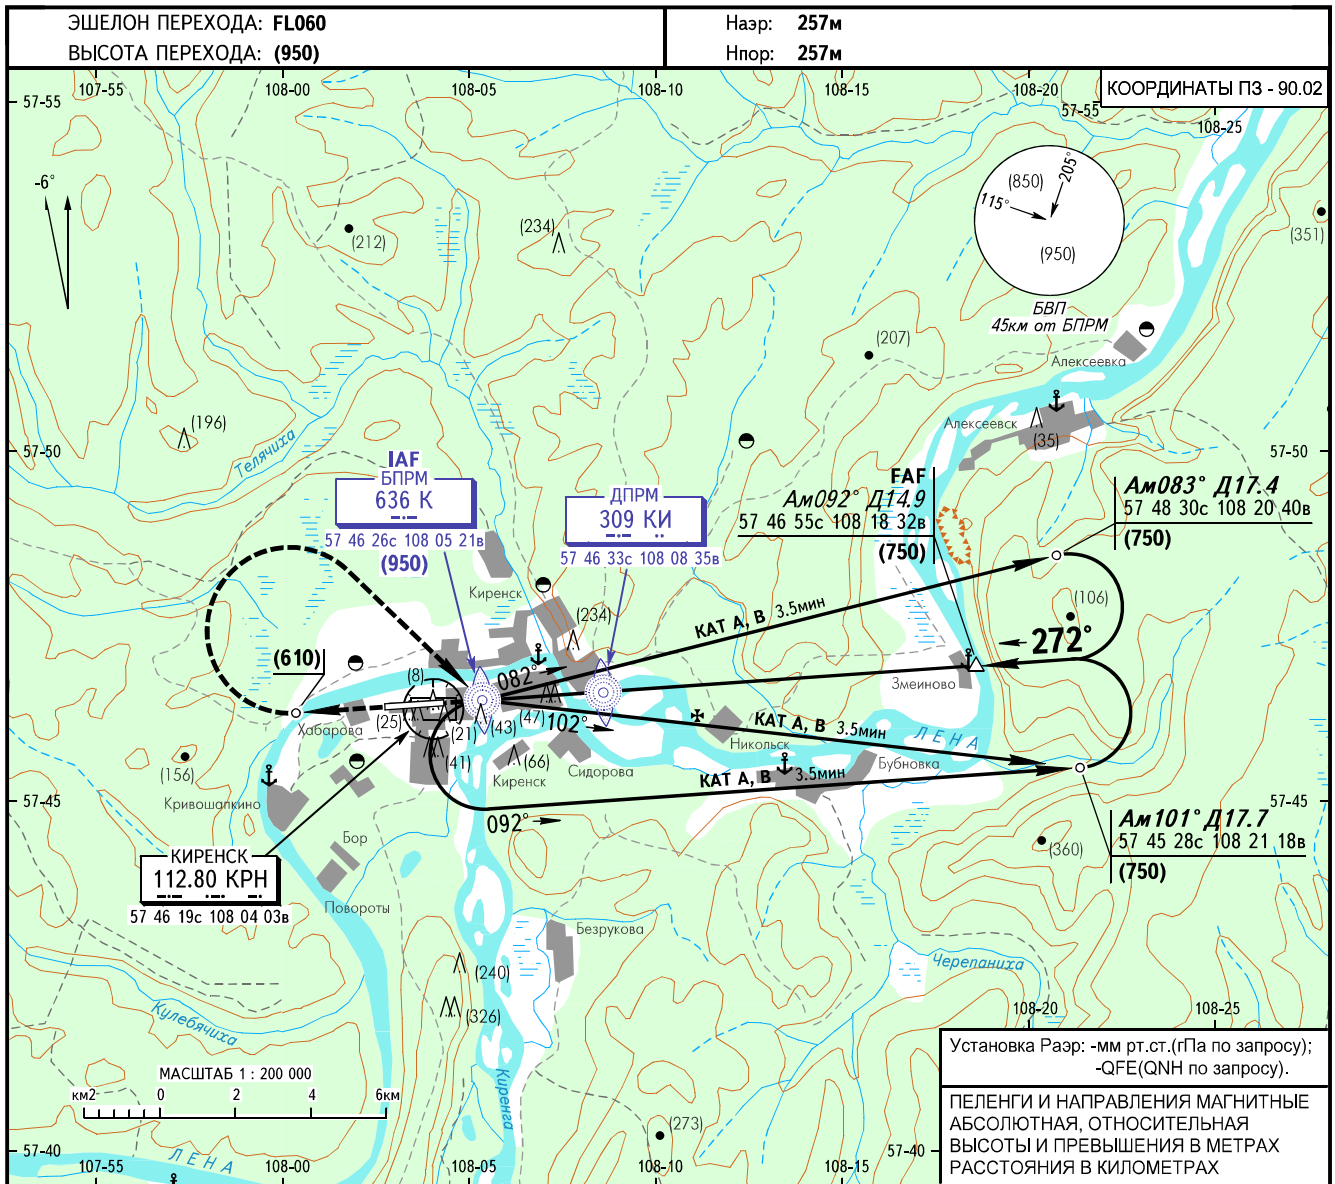 ЭШЕЛОН ПЕРЕХОДА: FL060
ВЫСОТА ПЕРЕХОДА: (950)
Наэр: 257м
Нпор: 257м
КООРДИНАТЫ ПЗ - 90.02
107-55
108-00
108-05
108-10
108-15
108-20
57-55
57-55
108-25
-6°
(850)
205°
115°
(950)
БВП
45км от БПРМ
(212)
(234)
(351)
(207)
Алексеевка
(196)
Телячиха
Алексеевск
(35)
57-50
57-50
IAF
БПРМ
636 К
57 46 26с 108 05 21в
(950)
ДПРМ
309 КИ
57 46 33с 108 08 35в
FAF
Ам092° Д14.9
57 46 55с 108 18 32в
(750)
Ам083° Д17.4
57 48 30с 108 20 40в
(750)
Киренск
(234)
КАТ А, В 3.5мин
(106)
272°
(610)
(8)
082°
Змеиново
Хабарова
(25)
(21)
(43)
(47)
102°
КАТ А, В 3.5мин
ЛЕНА
Никольск
(41)
Киренск
(66)
Сидорова
Бубновка
(156)
Кривошапкино
КАТ А, В 3.5мин
57-45
57-45
092°
Ам101° Д17.7
57 45 28с 108 21 18в
(750)
Бор
(360)
КИРЕНСК
112.80 КРН
57 46 19с 108 04 03в
Повороты
Безрукова
(240)
Черепаниха
(326)
Кулебячиха
108-20
108-25
МАСШТАБ 1 : 200 000
км2 0 2 4 6км
Киренга
(273)
Установка Раэр: -мм рт.ст.(гПа по запросу);
-QFE(QNH по запросу).
ПЕЛЕНГИ И НАПРАВЛЕНИЯ МАГНИТНЫЕ
АБСОЛЮТНАЯ, ОТНОСИТЕЛЬНАЯ
ВЫСОТЫ И ПРЕВЫШЕНИЯ В МЕТРАХ
РАССТОЯНИЯ В КИЛОМЕТРАХ
57-40
57-40
ЛЕНА
107-55
108-00
108-05
108-10
108-15